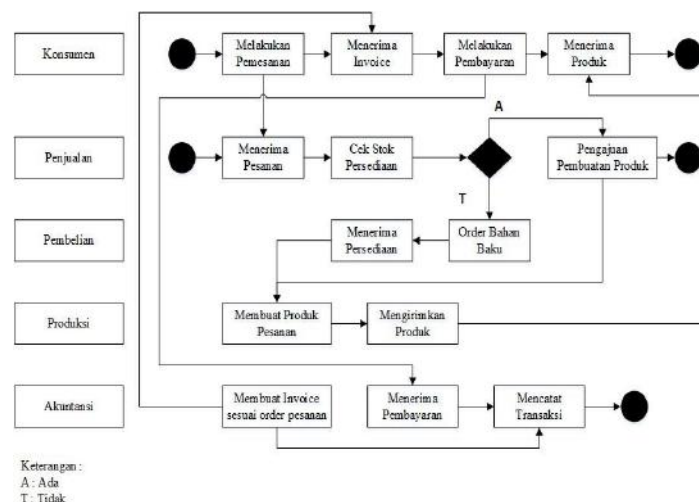 Konsumen
Melakukan
Pemesanan
Menerima
Invoice
Melakukan
Pembayaran
Menerima
Produk
A
Penjualan
Menerima
Pesanan
Cek Stok
Persediaan
Pengajuan
Pembuatan Produk
T
Pembelian
Menerima
Persediaan
Order Bahan
Baku
Produksi
Membuat Produk
Pesanan
Mengirimkan
Produk
Akuntansi
Membuat Invoice
sesuai order pesanan
Menerima
Pembayaran
Mencatat
Transaksi
Keterangan :
A : Ada
T : Tidak